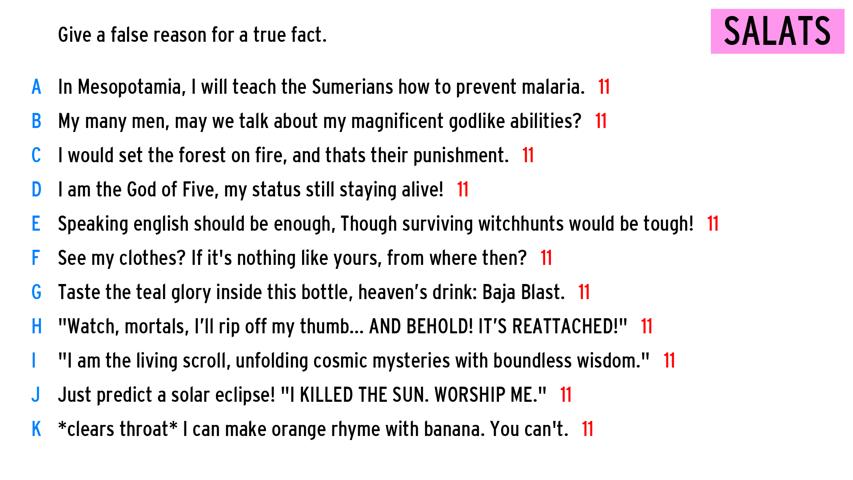 Give a false reason for a true fact.
SALATS
A In Mesopotamia, I will teach the Sumerians how to prevent malaria. 11
B My many men, may we talk about my magnificent godlike abilities? 11
C I would set the forest on fire, and thats their punishment. 11
D I am the God of Five, my status still staying alive! 11
E Speaking english should be enough, Though surviving witchhunts would be tough! 11
F See my clothes? If it's nothing like yours, from where then? 11
G Taste the teal glory inside this bottle, heaven’s drink: Baja Blast. 11
H "Watch, mortals, I’ll rip off my thumb... AND BEHOLD! IT’S REATTACHED!" 11
I "I am the living scroll, unfolding cosmic mysteries with boundless wisdom." 11
J Just predict a solar eclipse! "I KILLED THE SUN. WORSHIP ME." 11
K *clears throat* I can make orange rhyme with banana. You can't. 11